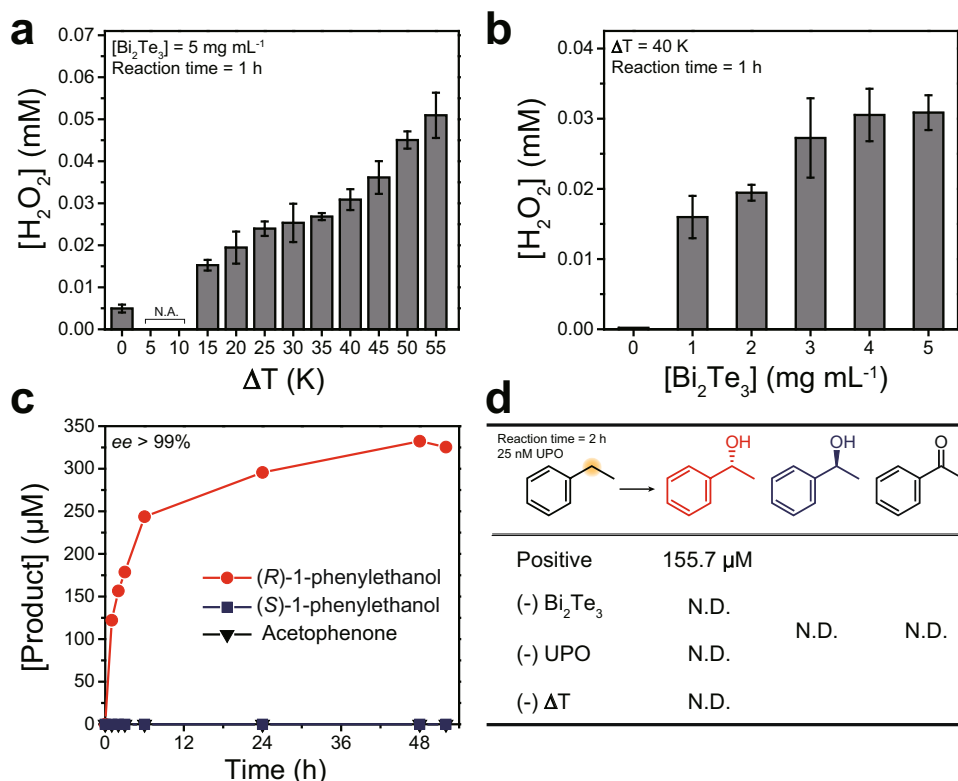 a
[Bi₂Te₃] = 5 mg mL⁻¹
Reaction time = 1 h
[H₂O₂] (mM)
0.06
0.05
0.04
0.03
0.02
0.01
0.00
N.A.
0 5 10 15 20 25 30 35 40 45 50 55
ΔT (K)
b
ΔT = 40 K
Reaction time = 1 h
[H₂O₂] (mM)
0.04
0.03
0.02
0.01
0.00
0 1 2 3 4 5
[Bi₂Te₃] (mg mL⁻¹)
c
ee > 99%
[Product] (µM)
350
300
250
200
150
100
50
0
(R)-1-phenylethanol
(S)-1-phenylethanol
Acetophenone
0 12 24 36 48
Time (h)
d
Reaction time = 2 h
25 nM UPO
OH OH O
Positive 155.7 µM
(-) Bi₂Te₃ N.D.
N.D. N.D.
(-) UPO N.D.
(-) ΔT N.D.